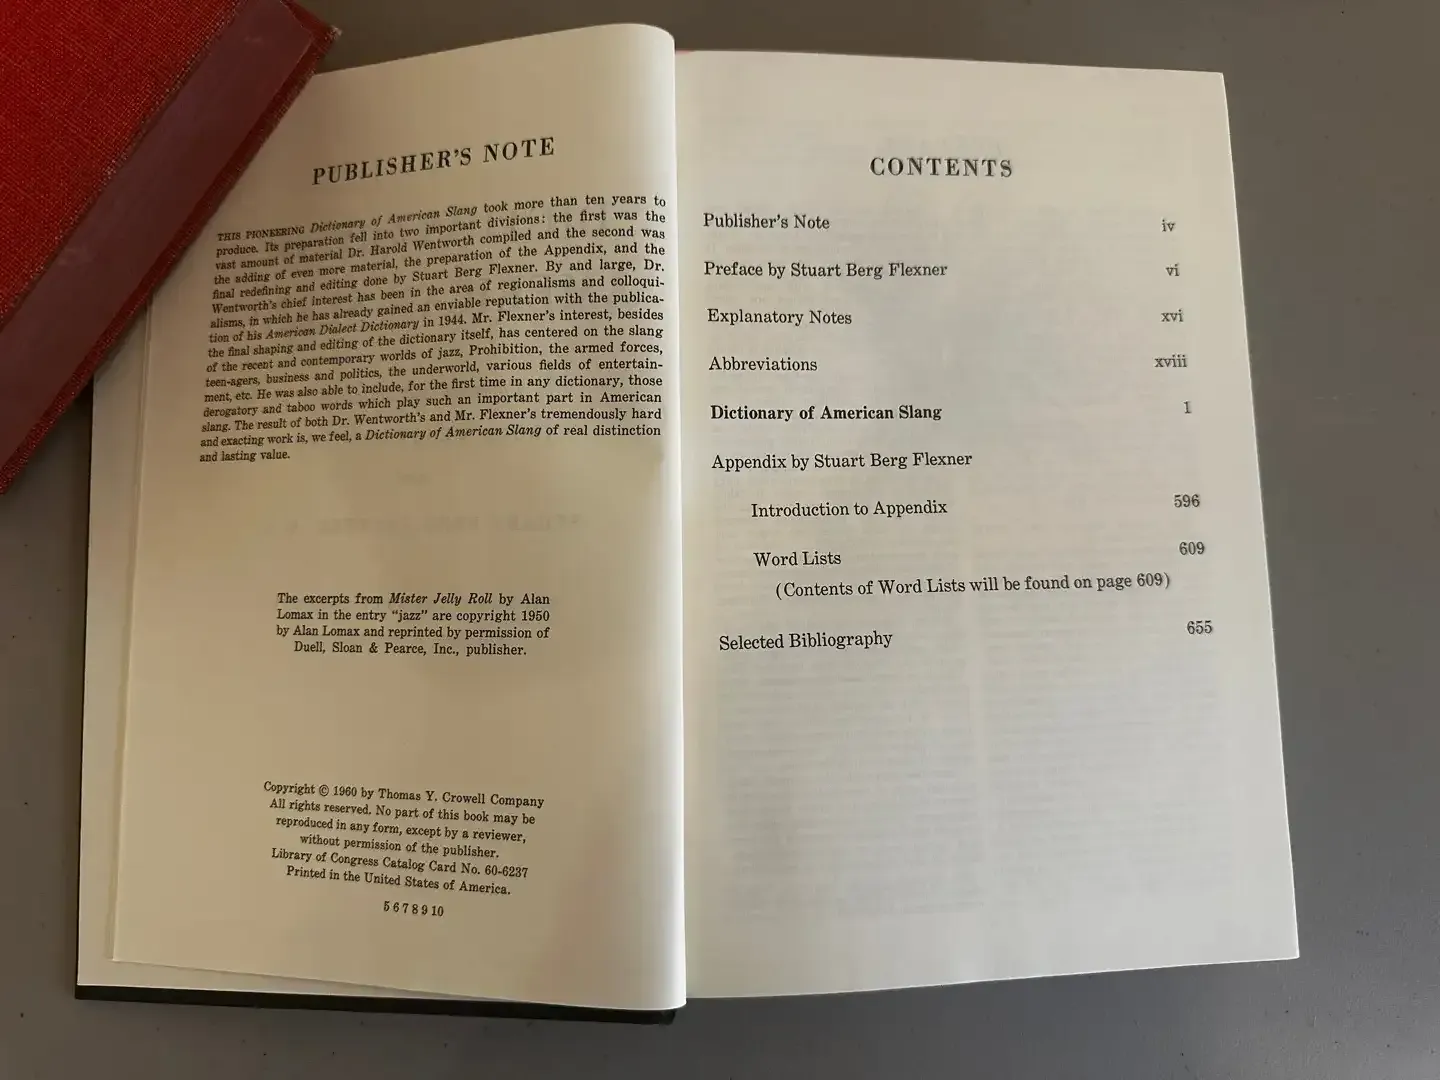 PUBLISHER'S NOTE
THIS PIONEERING Dictionary of American Slang took more than ten years to
produce. Its preparation fell into two important divisions: the first was the
vast amount of material Dr. Harold Wentworth compiled and the second was
the adding of even more material, the preparation of the Appendix, and the
final redefining and editing done by Stuart Berg Flexner. By and large, Dr.
Wentworth's chief interest has been in the area of regionalisms and colloqui-
alisms, in which he has already gained an enviable reputation with the publica-
tion of his American Dialect Dictionary in 1944. Mr. Flexner's interest, besides
the final shaping and editing of the dictionary itself, has centered on the slang
of the recent and contemporary worlds of jazz, Prohibition, the armed forces,
teen-agers, business and politics, the underworld, various fields of entertain-
ment, etc. He was also able to include, for the first time in any dictionary, those
derogatory and taboo words which play such an important part in American
slang. The result of both Dr. Wentworth's and Mr. Flexner's tremendously hard
and exacting work is, we feel, a Dictionary of American Slang of real distinction
and lasting value.
The excerpts from Mister Jelly Roll by Alan
Lomax in the entry "jazz" are copyright 1950
by Alan Lomax and reprinted by permission of
Duell, Sloan & Pearce, Inc., publisher.
Copyright © 1960 by Thomas Y. Crowell Company
All rights reserved. No part of this book may be
reproduced in any form, except by a reviewer,
without permission of the publisher.
Library of Congress Catalog Card No. 60-6237
Printed in the United States of America.
5 6 7 8 9 10
CONTENTS
Publisher's Note iv
Preface by Stuart Berg Flexner vi
Explanatory Notes xvi
Abbreviations xviii
Dictionary of American Slang 1
Appendix by Stuart Berg Flexner
Introduction to Appendix 596
Word Lists 609
(Contents of Word Lists will be found on page 609)
Selected Bibliography 655